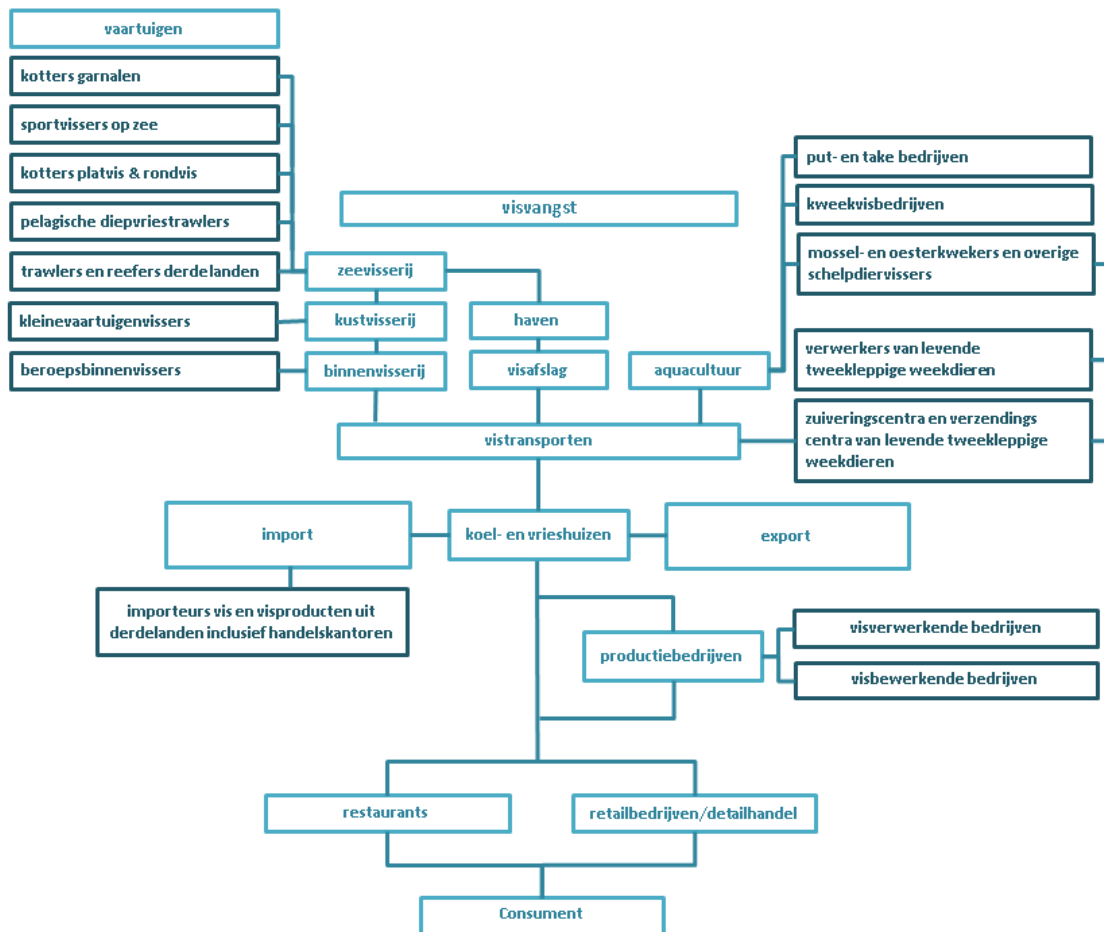 vaartuigen
kotters garnalen
sportvissers op zee
kotters platvis & rondvis
pelagische diepvriestrawlers
trawlers en reefers derde landen
kleinevaartuigenvissers
beroepsbinnenvissers
visvangst
zeevisserij
kustvisserij
binnenvisserij
haven
visafslag
aquacultuur
put- en take bedrijven
kweekvisbedrijven
mossel- en oesterkwekers en overige
schelpdiervissers
verwerkers van levende
tweekleppige weekdieren
zuiveringscentra en verzendings
centra van levende tweekleppige
weekdieren
vistransporten
import
koel- en vrieshuizen
export
importeurs vis en visproducten uit
derdelanden inclusief handelskantoren
productiebedrijven
visverwerkende bedrijven
visbewerkende bedrijven
restaurants
retailbedrijven/detailhandel
Consument